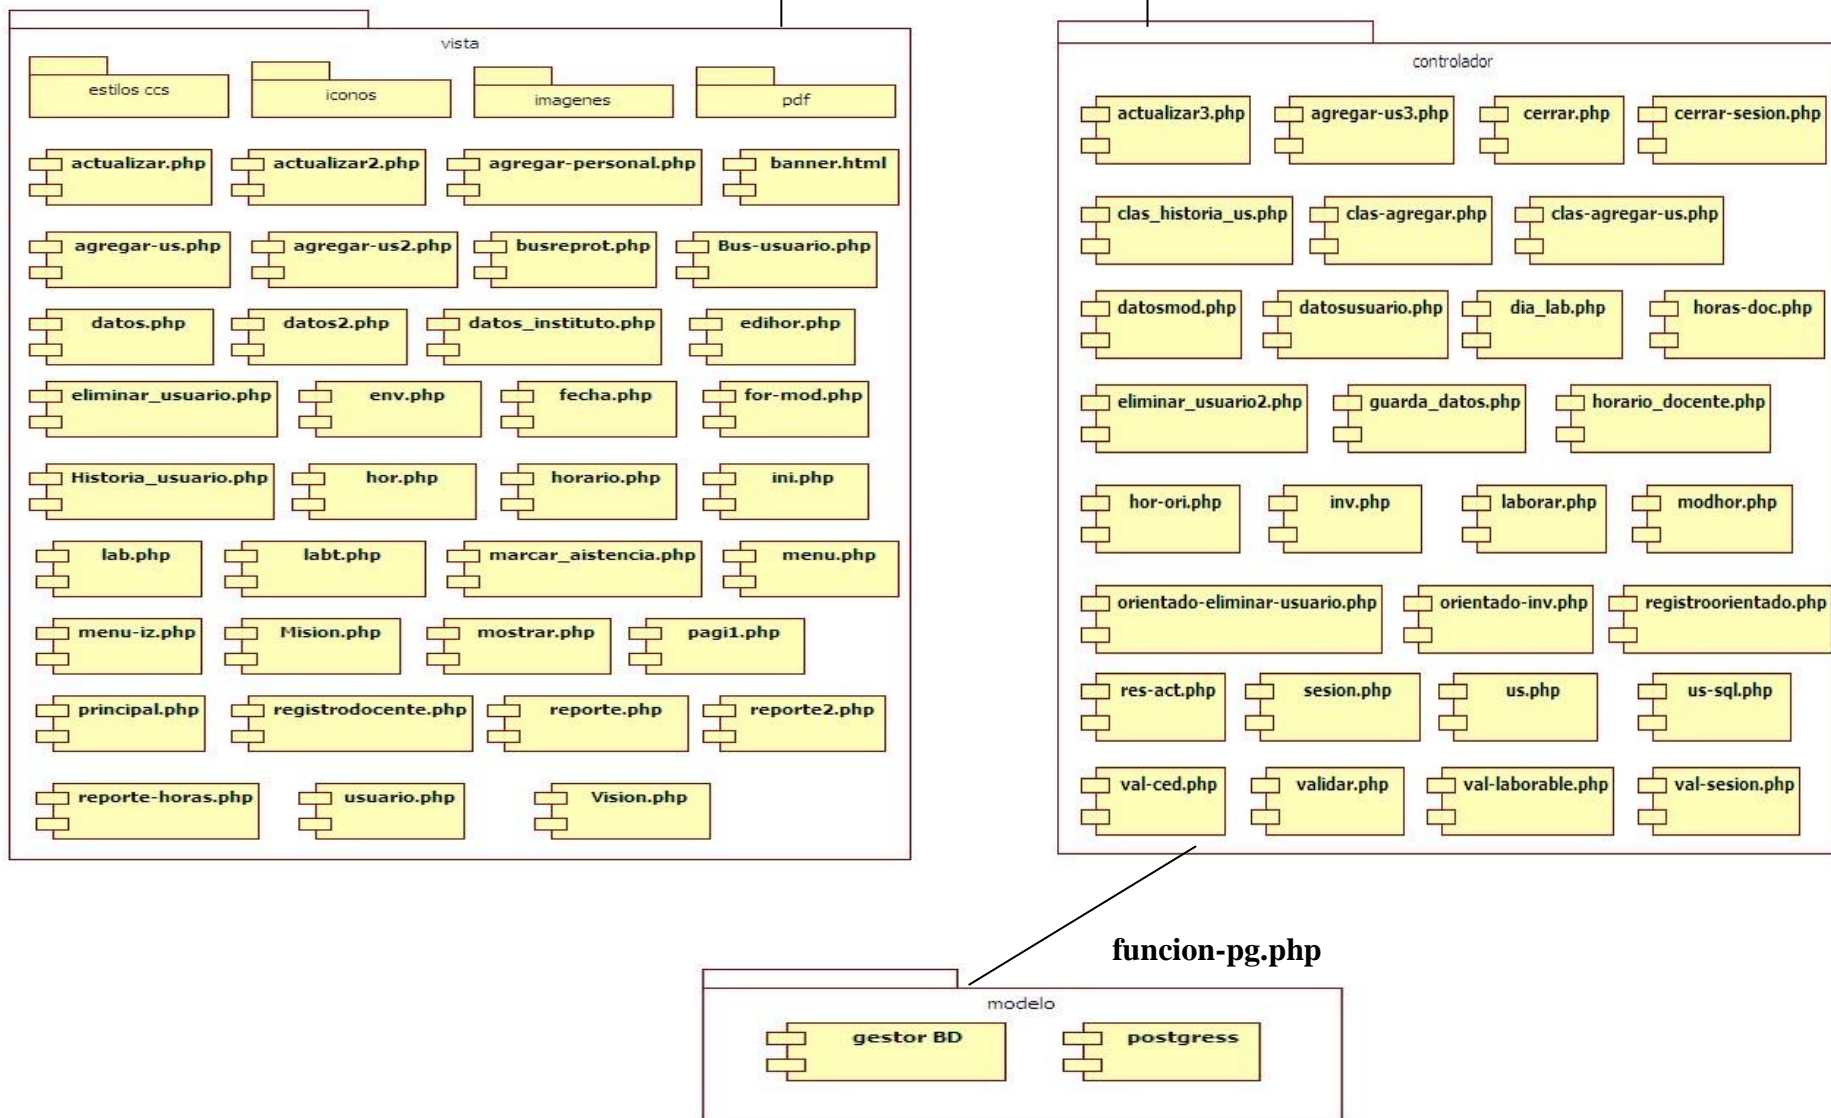 vista
estilos ccs
iconos
imagenes
pdf
actualizar.php
actualizar2.php
agregar-personal.php
banner.html
agregar-us.php
agregar-us2.php
busreprot.php
Bus-usuario.php
datos.php
datos2.php
datos_instituto.php
edihor.php
eliminar_usuario.php
env.php
fecha.php
for-mod.php
Historia_usuario.php
hor.php
horario.php
ini.php
lab.php
labt.php
marcar_aistencia.php
menu.php
menu-iz.php
Mision.php
mostrar.php
pagi1.php
principal.php
registrodocente.php
reporte.php
reporte2.php
reporte-horas.php
usuario.php
Vision.php
controlador
actualizar3.php
agregar-us3.php
cerrar.php
cerrar-sesion.php
clas_historia_us.php
clas-agregar.php
clas-agregar-us.php
datosmod.php
datosusuario.php
dia_lab.php
horas-doc.php
eliminar_usuario2.php
guarda_datos.php
horario_docente.php
hor-ori.php
inv.php
laborar.php
modhor.php
orientado-eliminar-usuario.php
orientado-inv.php
registroorientado.php
res-act.php
sesion.php
us.php
us-sql.php
val-ced.php
validar.php
val-laborable.php
val-sesion.php
funcion-pg.php
modelo
gestor BD
postgress